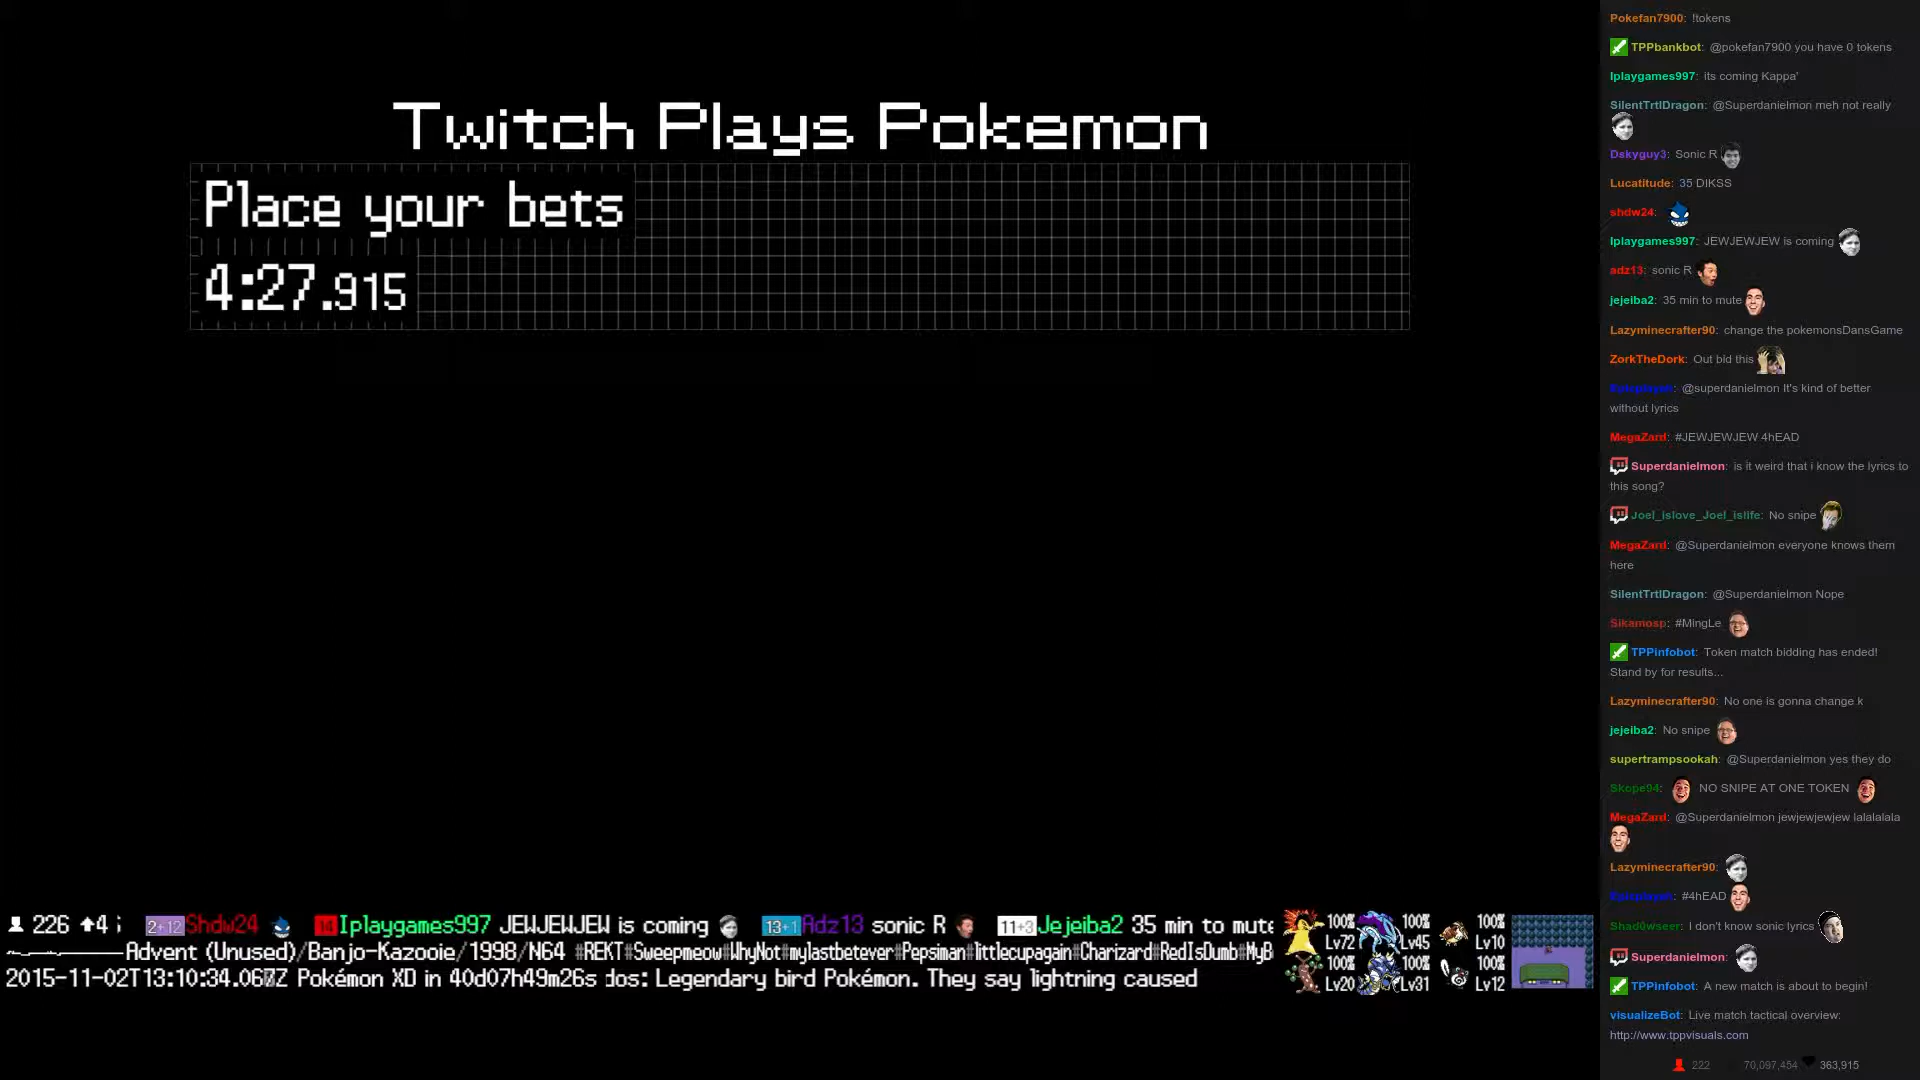 Twitch Plays Pokemon
Place your bets
4:27.915
226 4
2+12 Shdw24 14 Iplaygames997 JEWJEWJEW is coming 13+1 Adz13 sonic R 11+3 Jejeiba2 35 min to mute
Advent (Unused)/Banjo-Kazooie/1998/N64 #REKT#Sweepmeow#WhyNot#mylastbetever#Pepsiman#littlecupagain#Charizard#RedIsDumb#MyB
2015-11-02T13:10:34.06 Z Pokémon XD in 40d07h49m26s dos: Legendary bird Pokémon. They say lightning caused
100% 100% 100%
Lv72 Lv45 Lv10
100% 100% 100%
Lv20 Lv31 Lv12
Pokefan7900: !tokens
TPPbankbot: @pokefan7900 you have 0 tokens
Iplaygames997: its coming Kappa'
SilentTrtlDragon: @Superdanielmon meh not really
Dskyguy3: Sonic R
Lucatitude: 35 DIKSS
shdw24:
Iplaygames997: JEWJEWJEW is coming
adz13: sonic R
jejeiba2: 35 min to mute
Lazyminecrafter90: change the pokemonsDansGame
ZorkTheDork: Out bid this
: @superdanielmon It's kind of better
without lyrics
MegaZard: #JEWJEWJEW 4hEAD
Superdanielmon: is it weird that i know the lyrics to
this song?
Joel_islove_Joel_islife: No snipe
MegaZard: @Superdanielmon everyone knows them
here
SilentTrtlDragon: @Superdanielmon Nope
Sikamosp: #MingLe
TPPinfobot: Token match bidding has ended!
Stand by for results...
Lazyminecrafter90: No one is gonna change k
jejeiba2: No snipe
supertrampsookah: @Superdanielmon yes they do
Skope94: NO SNIPE AT ONE TOKEN
MegaZard: @Superdanielmon jewjewjewjew lalalalala
Lazyminecrafter90:
: #4hEAD
Shad0wseer: I don't know sonic lyrics
Superdanielmon:
TPPinfobot: A new match is about to begin!
visualizeBot: Live match tactical overview:
http://www.tppvisuals.com
222 70,097,454 363,915